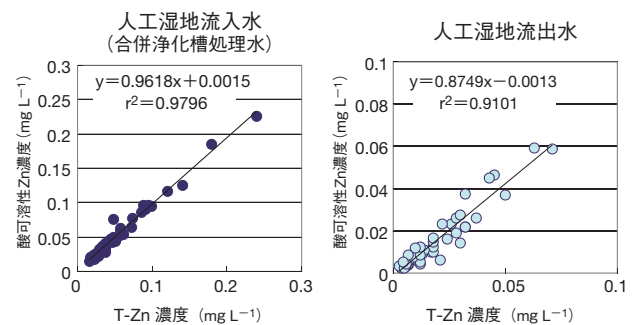 人工湿地流入水
(合併浄化槽処理水)
y=0.9618x+0.0015
r²=0.9796
酸可溶性Zn濃度(mg L⁻¹)
0.3
0.25
0.2
0.15
0.1
0.05
0
0
0.1
0.2
0.3
T-Zn 濃度 (mg L⁻¹)
人工湿地流出水
y=0.8749x−0.0013
r²=0.9101
酸可溶性Zn濃度(mg L⁻¹)
0.1
0.08
0.06
0.04
0.02
0
0
0.05
0.1
T-Zn 濃度 (mg L⁻¹)